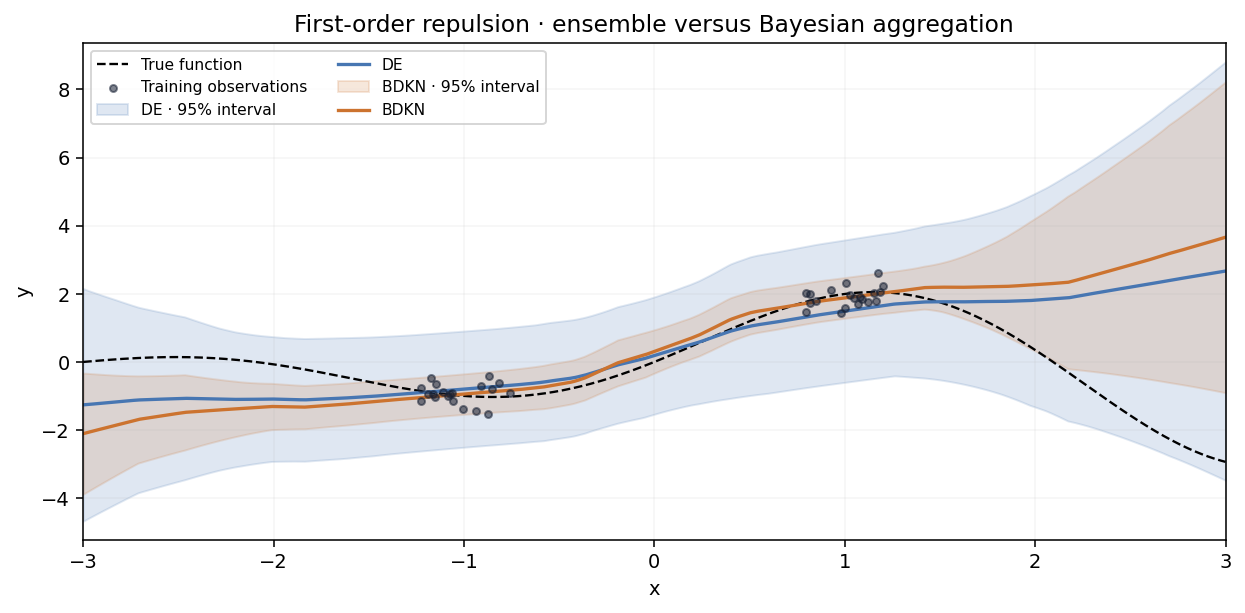 First-order repulsion · ensemble versus Bayesian aggregation
True function
Training observations
DE · 95% interval
DE
BDKN · 95% interval
BDKN
y
8
6
4
2
0
−2
−4
−3
−2
−1
0
1
2
3
x